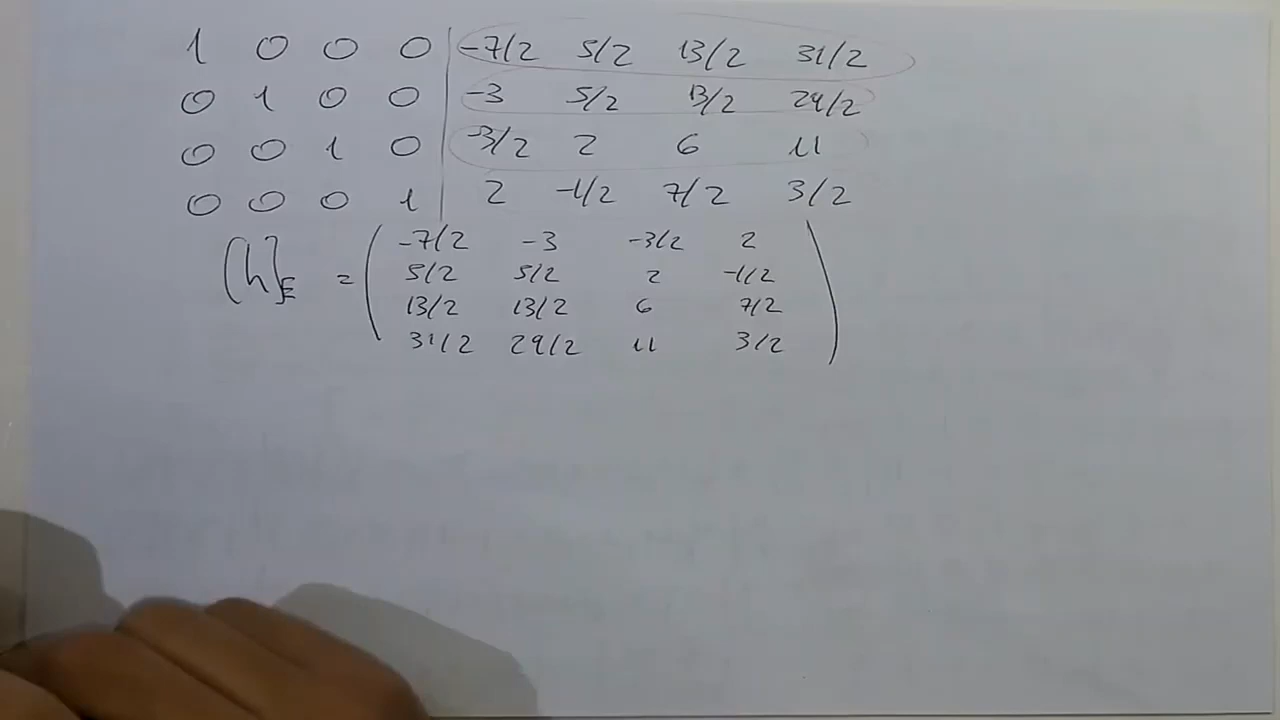 1 0 0 0 | -7/2 5/2 13/2 31/2
0 1 0 0 | -3 5/2 13/2 29/2
0 0 1 0 | -3/2 2 6 11
0 0 0 1 | 2 -1/2 7/2 3/2
[h]E = ( -7/2 -3 -3/2 2
5/2 5/2 2 -1/2
13/2 13/2 6 7/2
31/2 29/2 11 3/2 )